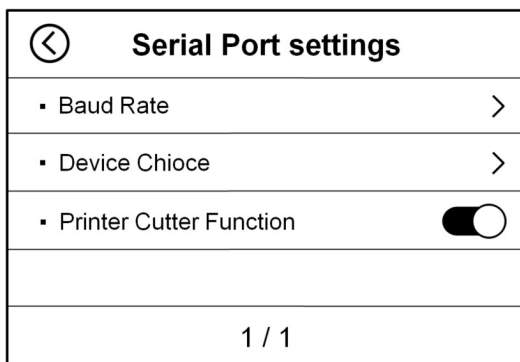 Serial Port settings
▪ Baud Rate
▪ Device Chioce
▪ Printer Cutter Function
1 / 1